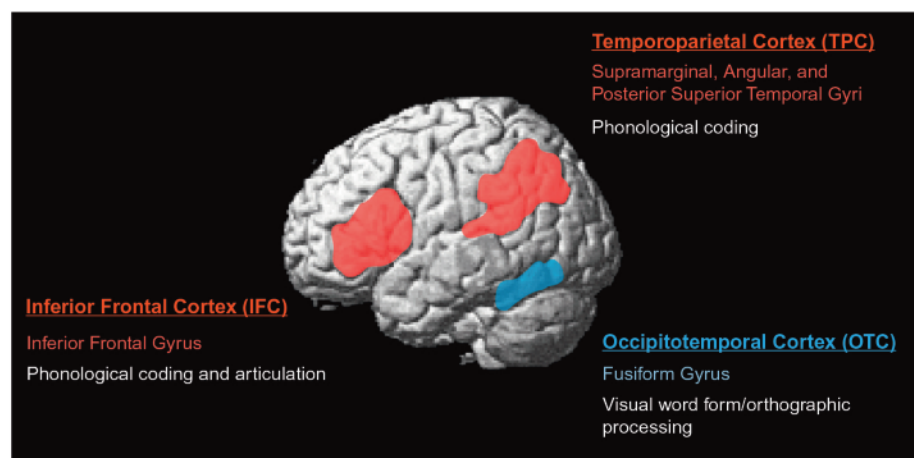 Temporoparietal Cortex (TPC)
Supramarginal, Angular, and
Posterior Superior Temporal Gyri
Phonological coding
Inferior Frontal Cortex (IFC)
Inferior Frontal Gyrus
Phonological coding and articulation
Occipitotemporal Cortex (OTC)
Fusiform Gyrus
Visual word form/orthographic
processing